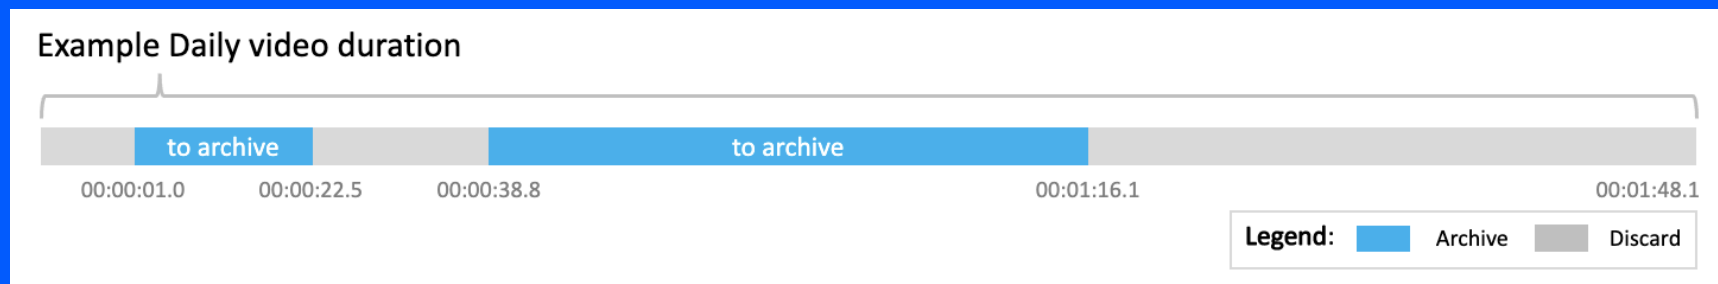 Example Daily video duration
to archive
to archive
00:00:01.0
00:00:22.5
00:00:38.8
00:01:16.1
00:01:48.1
Legend: Archive Discard